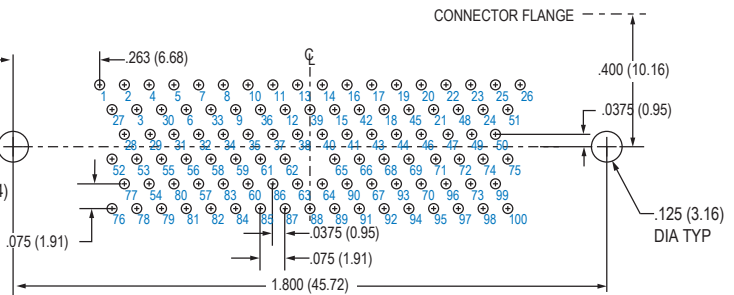 CONNECTOR FLANGE
.263 (6.68)
℄
.400 (10.16)
1 2 4 5 7 8 10 11 13 14 16 17 19 20 22 23 25 26
.0375 (0.95)
27 3 30 6 33 9 36 12 39 15 42 18 45 21 48 24 51
28 29 31 32 34 35 37 38 40 41 43 44 46 47 49 50
52 53 55 56 58 59 61 62 65 66 68 69 71 72 74 75
4)
77 54 80 57 83 60 86 63 64 90 67 93 70 96 73 99
76 78 79 81 82 84 85 87 88 89 91 92 94 95 97 98 100
.125 (3.16)
DIA TYP
.0375 (0.95)
.075 (1.91)
.075 (1.91)
1.800 (45.72)